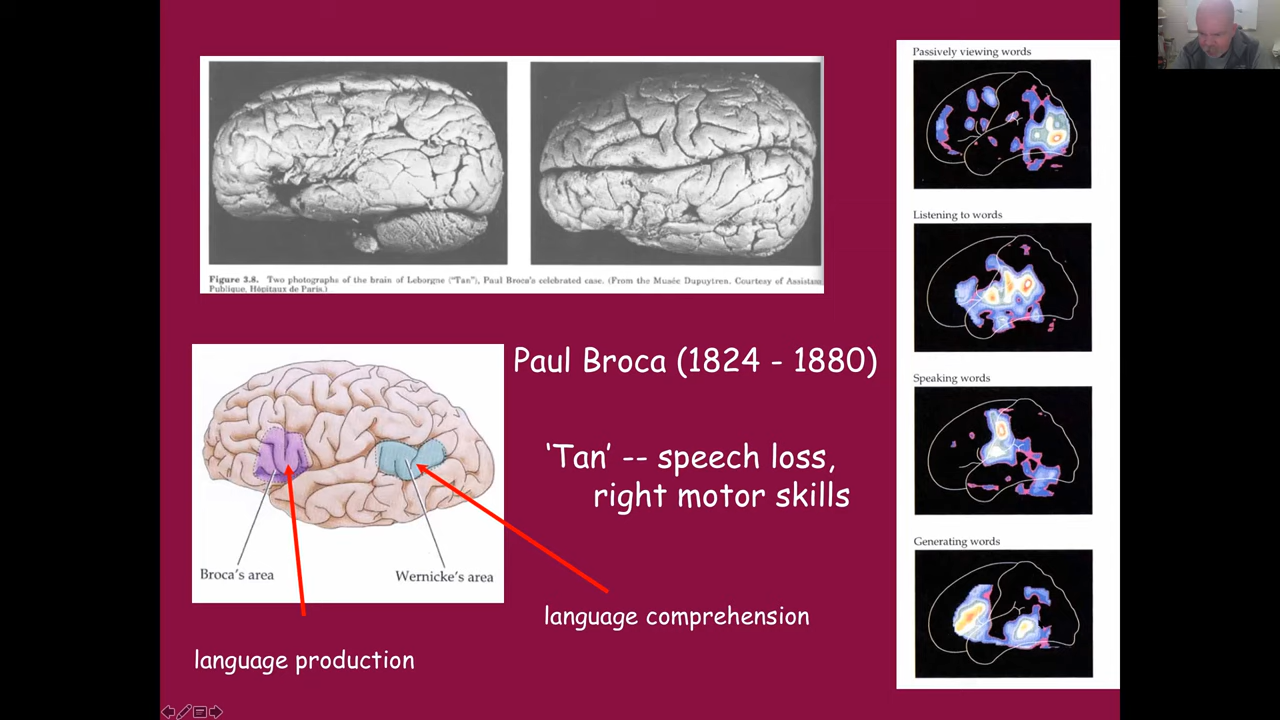 Figure 3.8. Two photographs of the brain of Leborgne ("Tan"), Paul Broca's celebrated case. (From the Musée Dupuytren. Courtesy of Assistan
Publique, Hôpitaux de Paris.)
Paul Broca (1824 - 1880)
'Tan' -- speech loss,
right motor skills
Broca's area
Wernicke's area
language comprehension
language production
Passively viewing words
Listening to words
Speaking words
Generating words